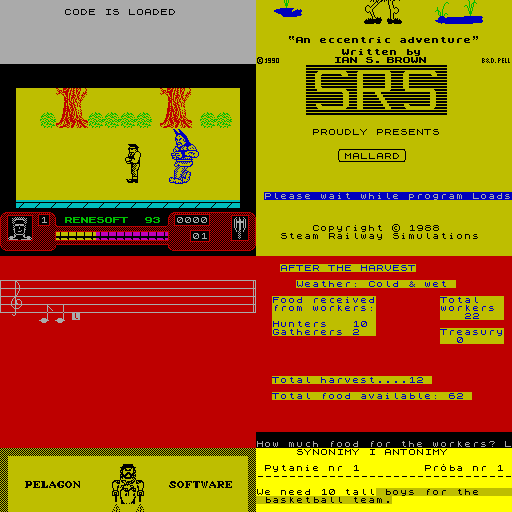 CODE IS LOADED
1 RENESOFT 93 0000
01
"An eccentric adventure"
Written by
IAN S. BROWN
©1990 B&D. PELL
SRS
PROUDLY PRESENTS
MALLARD
Please wait while program Loads
Copyright © 1988
Steam Railway Simulations
L
AFTER THE HARVEST
Weather: Cold & wet
Food received from workers:
Hunters 10
Gatherers 2
Total workers
22
Treasury
0
Total harvest....12
Total food available: 62
How much food for the workers? L
PELAGON SOFTWARE
SYNONIMY I ANTONIMY
Pytanie nr 1 Próba nr 1
We need 10 tall boys for the
basketball team.